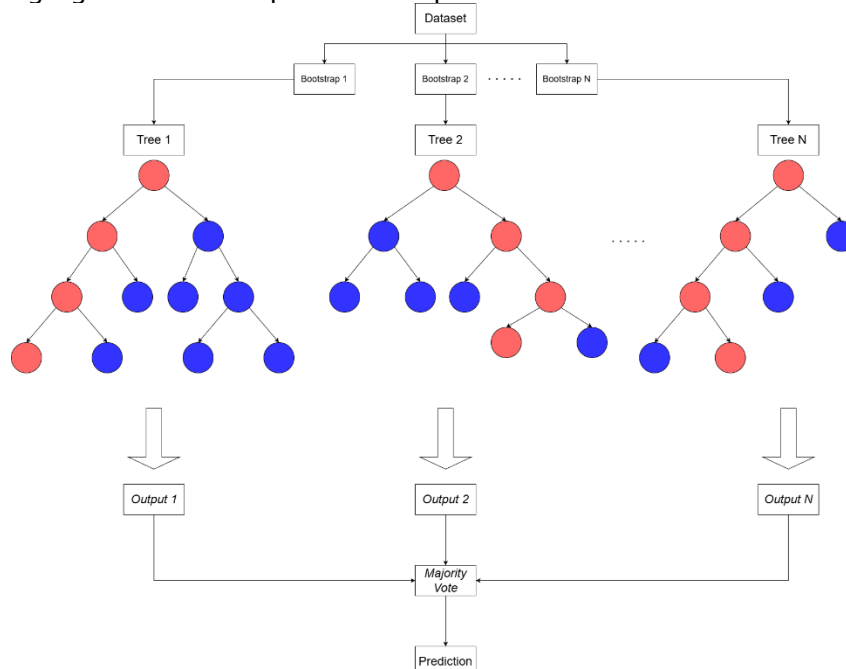 Dataset
Bootstrap 1
Bootstrap 2
. . . . .
Bootstrap N
Tree 1
Tree 2
Tree N
. . . . .
Output 1
Output 2
Output N
Majority
Vote
Prediction